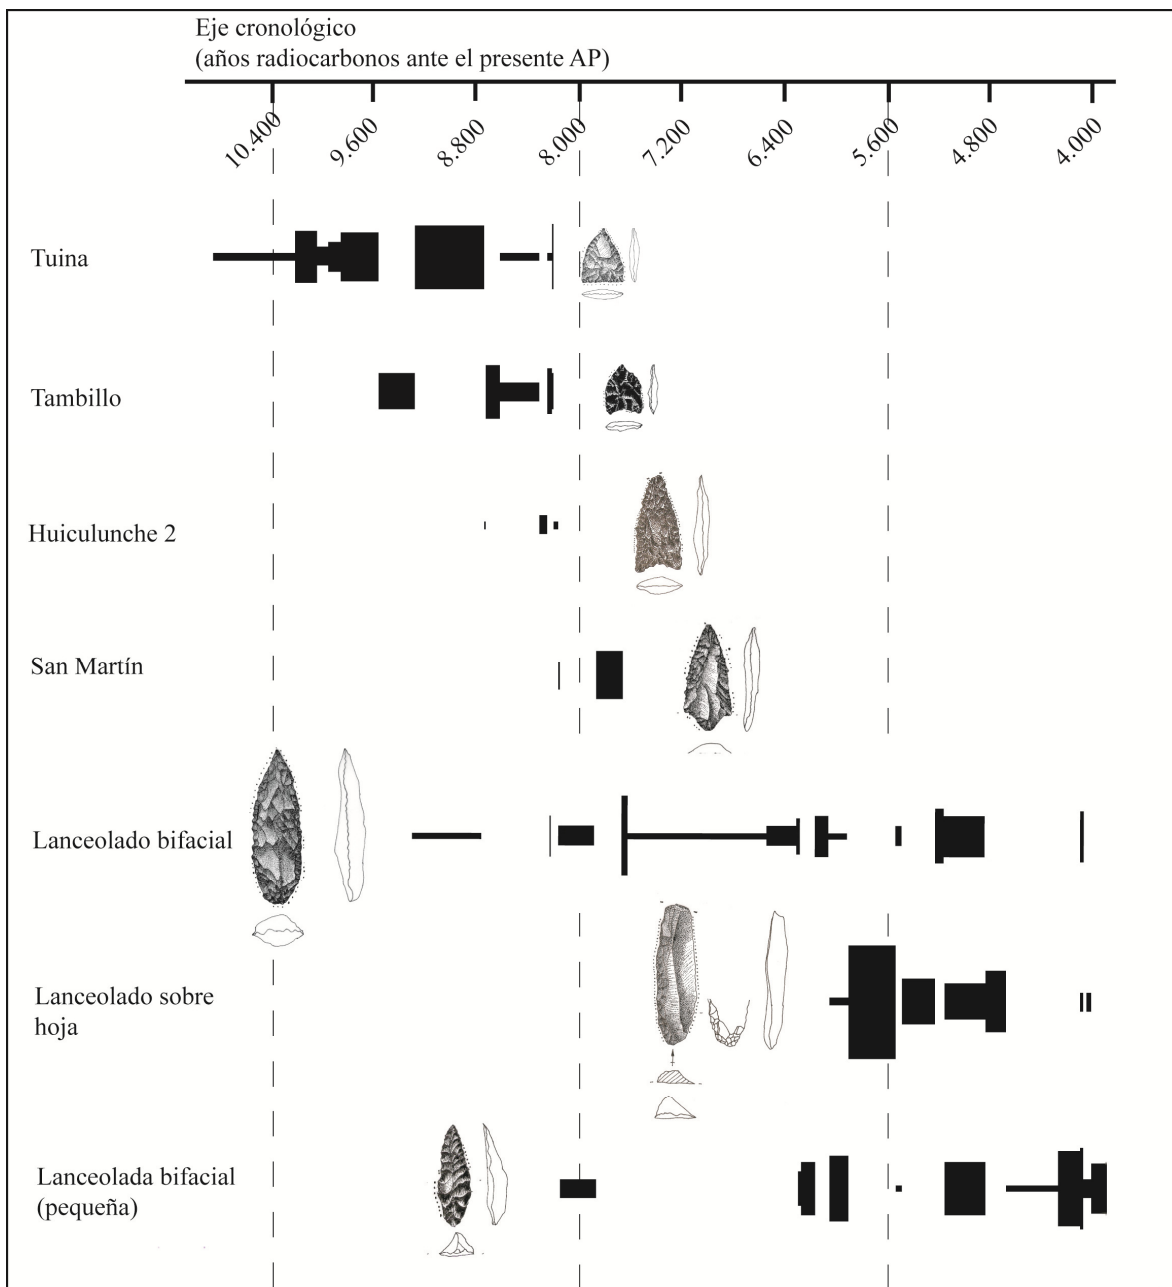 Eje cronológico
(años radiocarbonos ante el presente AP)
10.400 9.600 8.800 8.000 7.200 6.400 5.600 4.800 4.000
Tuina
Tambillo
Huiculunche 2
San Martín
Lanceolado bifacial
Lanceolado sobre
hoja
Lanceolada bifacial
(pequeña)